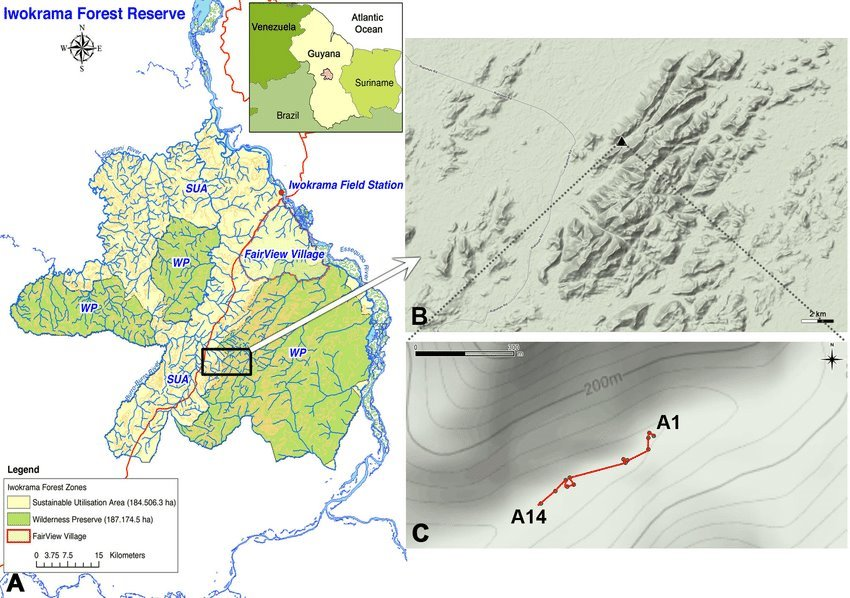 Iwokrama Forest Reserve
N
W
E
S
Venezuela
Atlantic
Ocean
Guyana
Suriname
Brazil
SUA
Iwokrama Field Station
FairView Village
Essequibo River
WP
WP
WP
SUA
Legend
Iwokrama Forest Zones
Sustainable Utilisation Area (184.506.3 ha)
Wilderness Preserve (187.174.5 ha)
FairView Village
0 3.75 7.5 15 Kilometers
A
B
2 km
N
200m
A1
A14
C